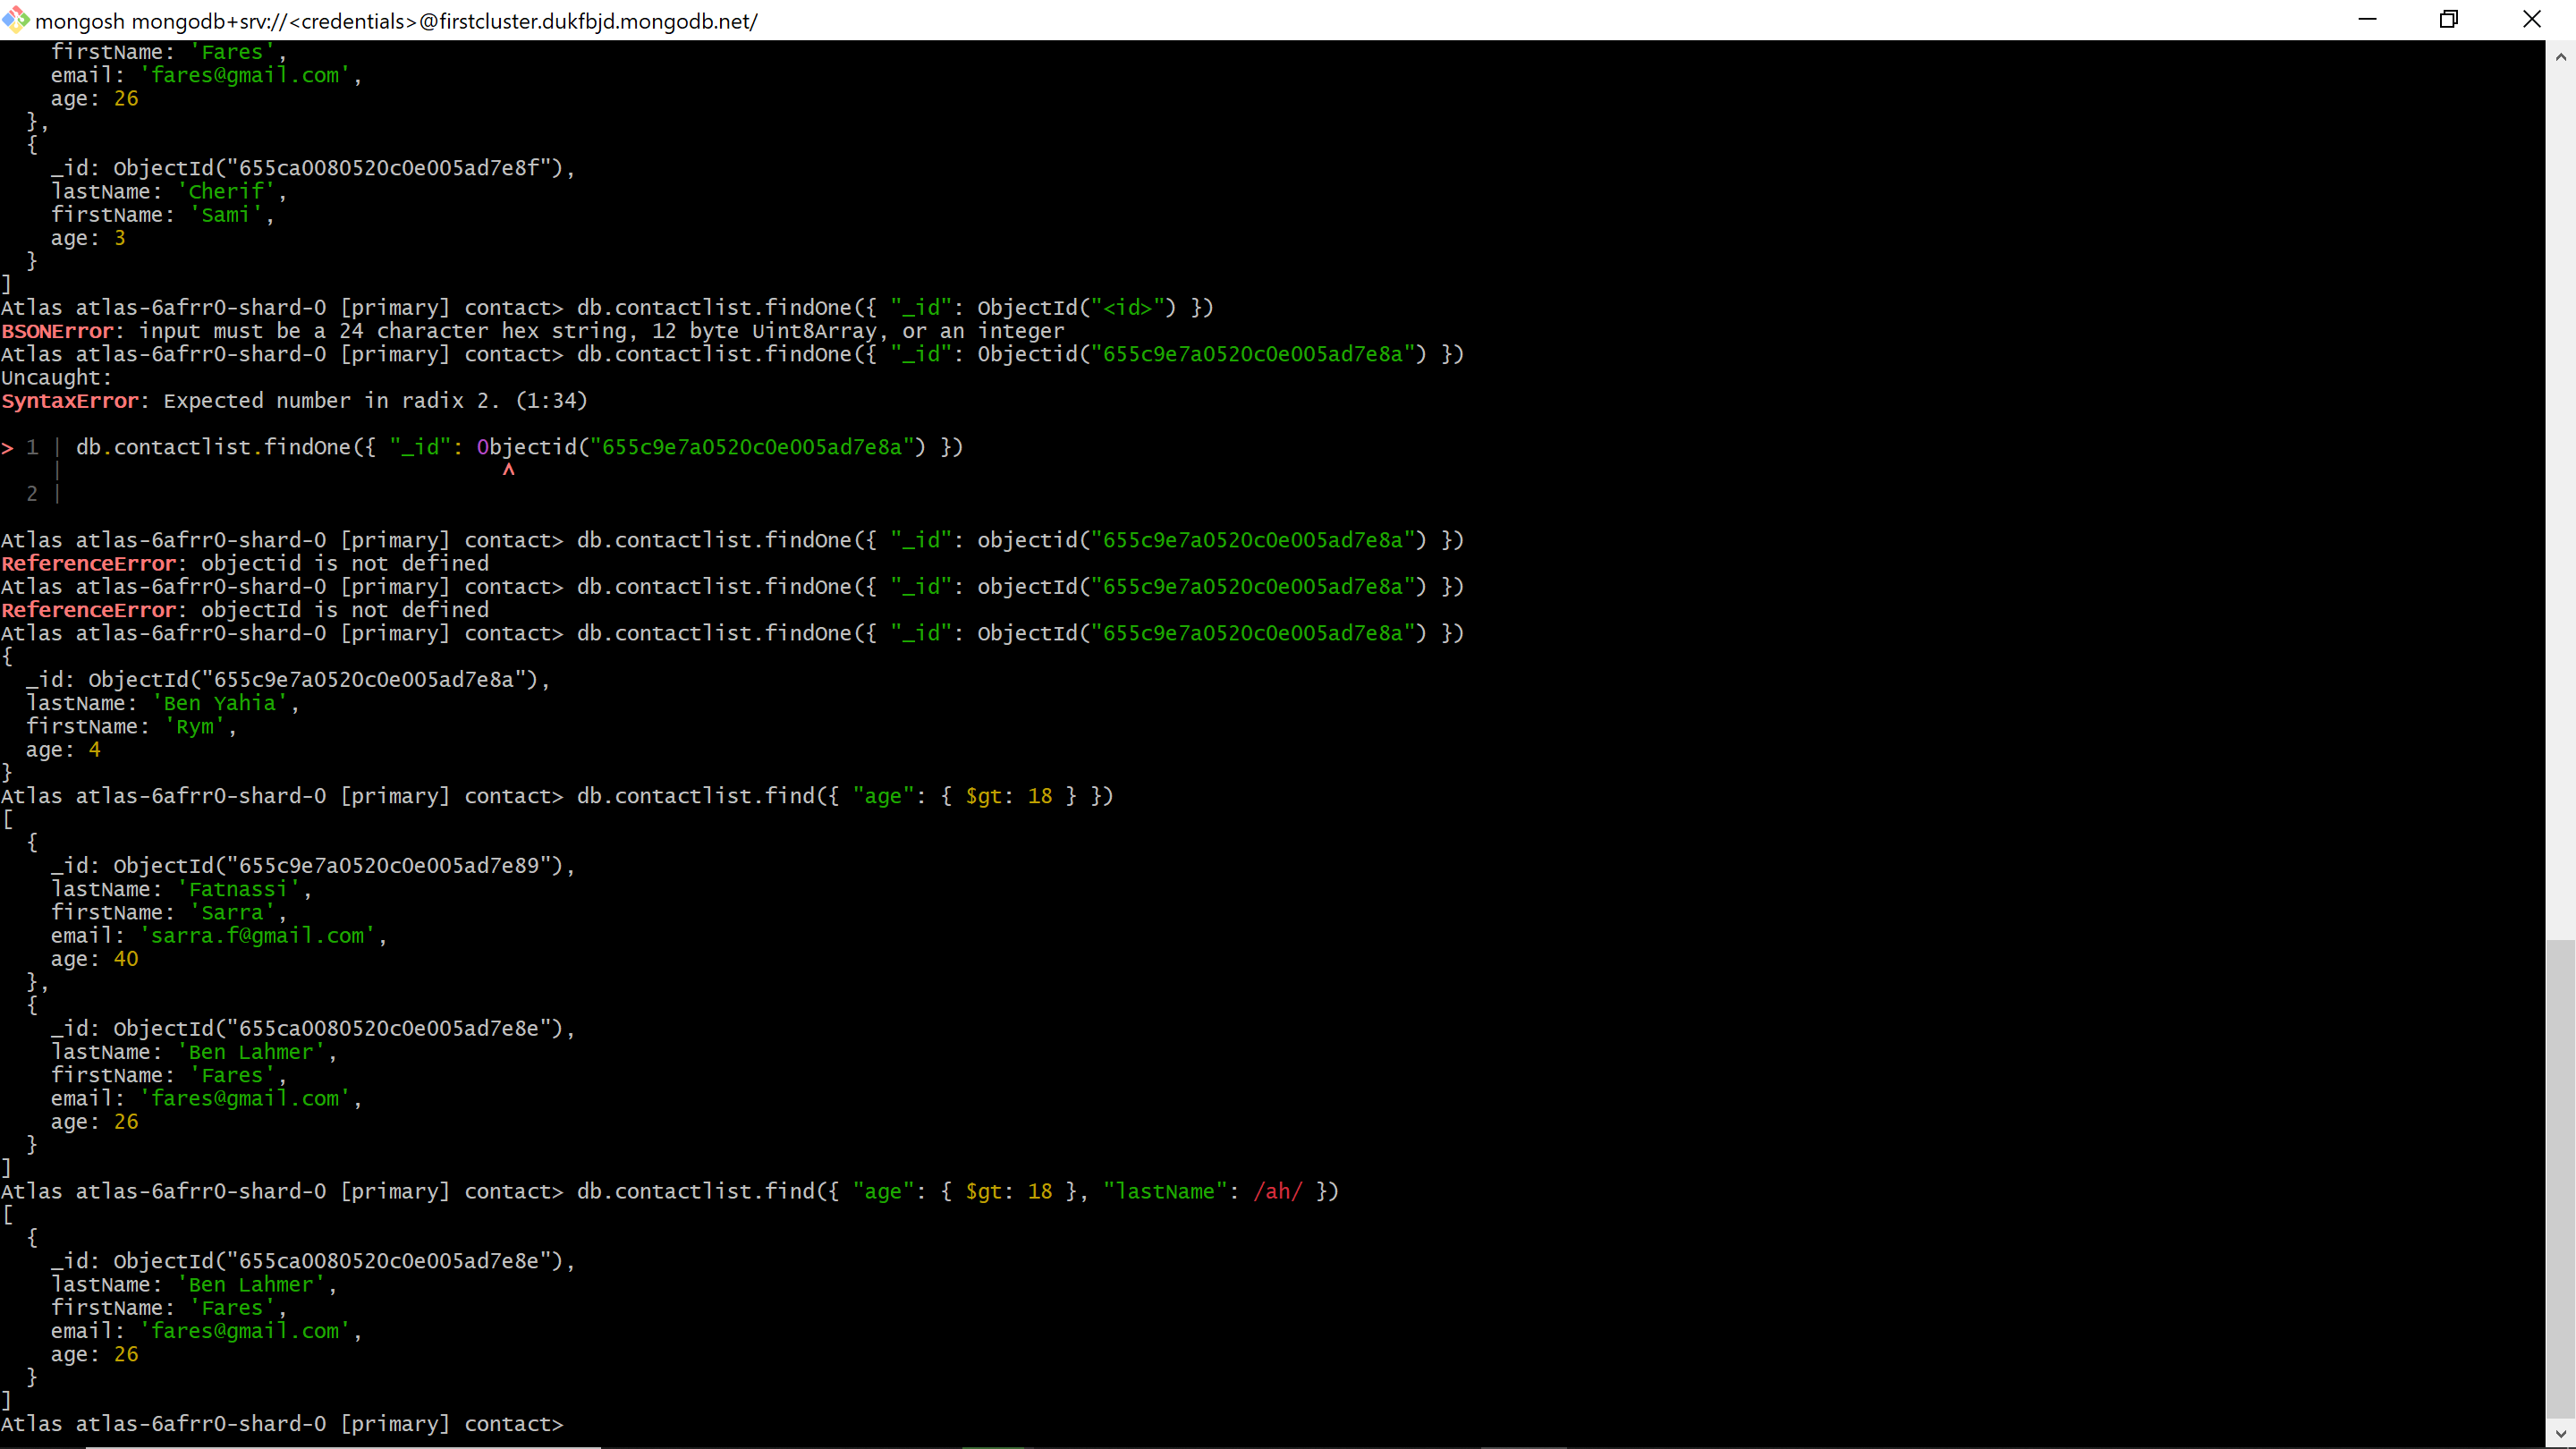 mongosh mongodb+srv://<credentials>@firstcluster.dukfbjd.mongodb.net/
    firstName: 'Fares',
    email: 'fares@gmail.com',
    age: 26
  },
  {
    _id: ObjectId("655ca0080520c0e005ad7e8f"),
    lastName: 'Cherif',
    firstName: 'Sami',
    age: 3
  }
]
Atlas atlas-6afrr0-shard-0 [primary] contact> db.contactlist.findOne({ "_id": ObjectId("<id>") })
BSONError: input must be a 24 character hex string, 12 byte Uint8Array, or an integer
Atlas atlas-6afrr0-shard-0 [primary] contact> db.contactlist.findOne({ "_id": 0bjectid("655c9e7a0520c0e005ad7e8a") })
Uncaught:
SyntaxError: Expected number in radix 2. (1:34)
> 1 | db.contactlist.findOne({ "_id": 0bjectid("655c9e7a0520c0e005ad7e8a") })
    |                                   ^
  2 |
Atlas atlas-6afrr0-shard-0 [primary] contact> db.contactlist.findOne({ "_id": objectid("655c9e7a0520c0e005ad7e8a") })
ReferenceError: objectid is not defined
Atlas atlas-6afrr0-shard-0 [primary] contact> db.contactlist.findOne({ "_id": objectId("655c9e7a0520c0e005ad7e8a") })
ReferenceError: objectId is not defined
Atlas atlas-6afrr0-shard-0 [primary] contact> db.contactlist.findOne({ "_id": ObjectId("655c9e7a0520c0e005ad7e8a") })
{
  _id: ObjectId("655c9e7a0520c0e005ad7e8a"),
  lastName: 'Ben Yahia',
  firstName: 'Rym',
  age: 4
}
Atlas atlas-6afrr0-shard-0 [primary] contact> db.contactlist.find({ "age": { $gt: 18 } })
[
  {
    _id: ObjectId("655c9e7a0520c0e005ad7e89"),
    lastName: 'Fatnassi',
    firstName: 'Sarra',
    email: 'sarra.f@gmail.com',
    age: 40
  },
  {
    _id: ObjectId("655ca0080520c0e005ad7e8e"),
    lastName: 'Ben Lahmer',
    firstName: 'Fares',
    email: 'fares@gmail.com',
    age: 26
  }
]
Atlas atlas-6afrr0-shard-0 [primary] contact> db.contactlist.find({ "age": { $gt: 18 }, "lastName": /ah/ })
[
  {
    _id: ObjectId("655ca0080520c0e005ad7e8e"),
    lastName: 'Ben Lahmer',
    firstName: 'Fares',
    email: 'fares@gmail.com',
    age: 26
  }
]
Atlas atlas-6afrr0-shard-0 [primary] contact>